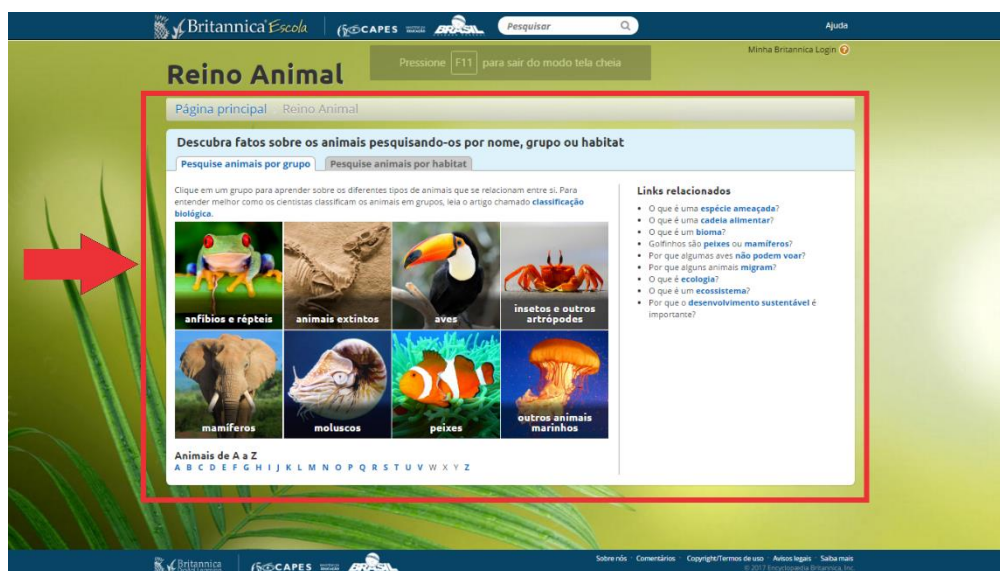 Britannica Escola
CAPES
BRASIL
Pesquisar
Ajuda
Pressione F11 para sair do modo tela cheia
Minha Britannica Login
Reino Animal
Página principal
Reino Animal
Descubra fatos sobre os animais pesquisando-os por nome, grupo ou habitat
Pesquise animais por grupo
Pesquise animais por habitat
Clique em um grupo para aprender sobre os diferentes tipos de animais que se relacionam entre si. Para
entender melhor como os cientistas classificam os animais em grupos, leia o artigo chamado classificação
biológica.
anfíbios e répteis
animais extintos
aves
insetos e outros
artrópodes
mamíferos
moluscos
peixes
outros animais
marinhos
Animais de A a Z
A B C D E F G H I J K L M N O P Q R S T U V W X Y Z
Links relacionados
O que é uma espécie ameaçada?
O que é uma cadeia alimentar?
O que é um bioma?
Golfinhos são peixes ou mamíferos?
Por que algumas aves não podem voar?
Por que alguns animais migram?
O que é ecologia?
O que é um ecossistema?
Por que o desenvolvimento sustentável é
importante?
Britannica
CAPES
BRASIL
Sobre nós · Comentários · Copyright/Termos de uso · Avisos legais · Saiba mais
© 2017 Encyclopædia Britannica, Inc.